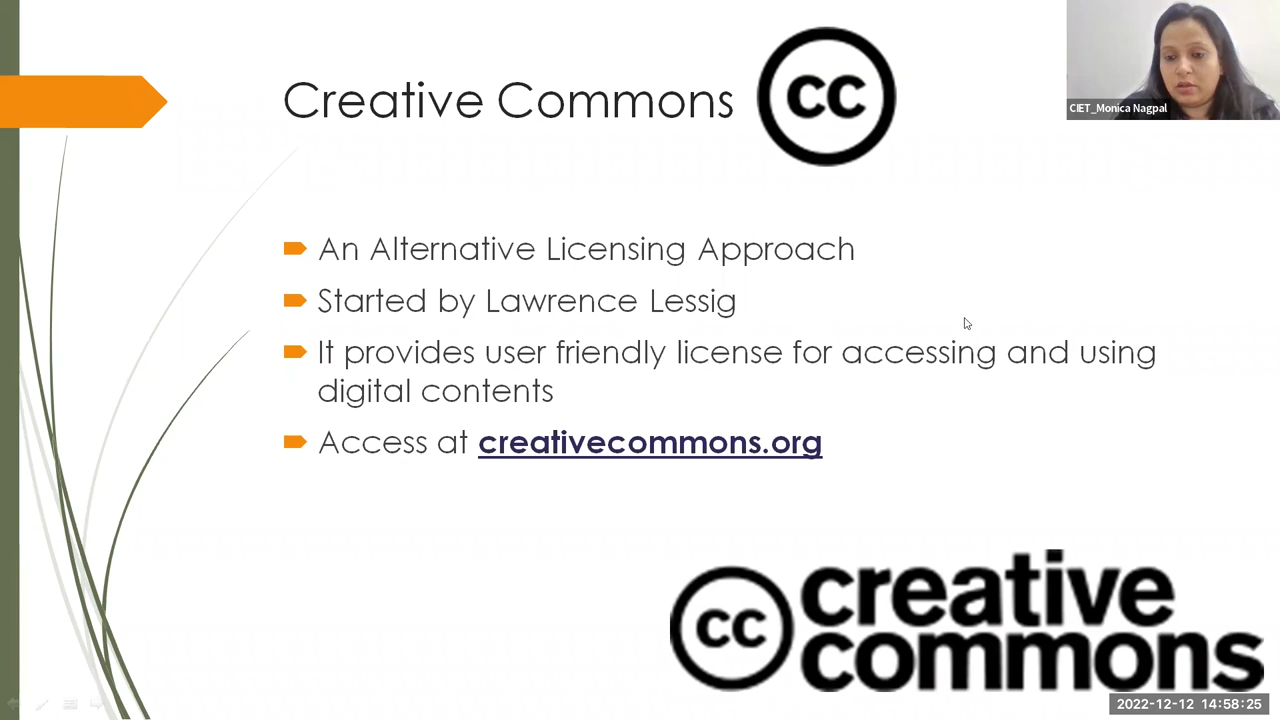 Creative Commons
cc
CIET_Monica Nagpal
An Alternative Licensing Approach
Started by Lawrence Lessig
It provides user friendly license for accessing and using
digital contents
Access at creativecommons.org
cc
creative
commons
2022-12-12 14:58:25